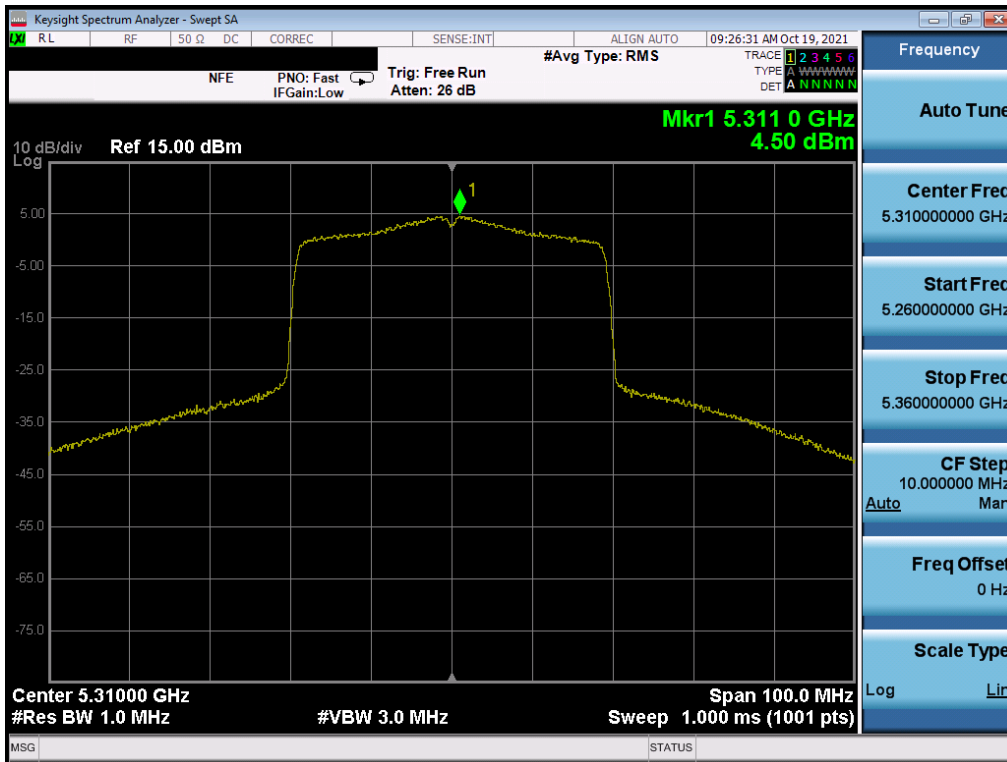 Keysight Spectrum Analyzer - Swept SA
LXI RL RF 50 Ω DC CORREC SENSE:INT ALIGN AUTO 09:26:31 AM Oct 19, 2021
#Avg Type: RMS
TRACE 1 2 3 4 5 6
TYPE A WWWWW
DET A N N N N N
NFE PNO: Fast Trig: Free Run
IFGain:Low Atten: 26 dB
Mkr1 5.311 0 GHz
4.50 dBm
10 dB/div Ref 15.00 dBm
Log
1
5.00
-5.00
-15.0
-25.0
-35.0
-45.0
-55.0
-65.0
-75.0
Center 5.31000 GHz Span 100.0 MHz
#Res BW 1.0 MHz #VBW 3.0 MHz Sweep 1.000 ms (1001 pts)
MSG STATUS
Frequency
Auto Tune
Center Freq
5.310000000 GHz
Start Freq
5.260000000 GHz
Stop Freq
5.360000000 GHz
CF Step
10.000000 MHz
Auto Man
Freq Offset
0 Hz
Scale Type
Log Lin